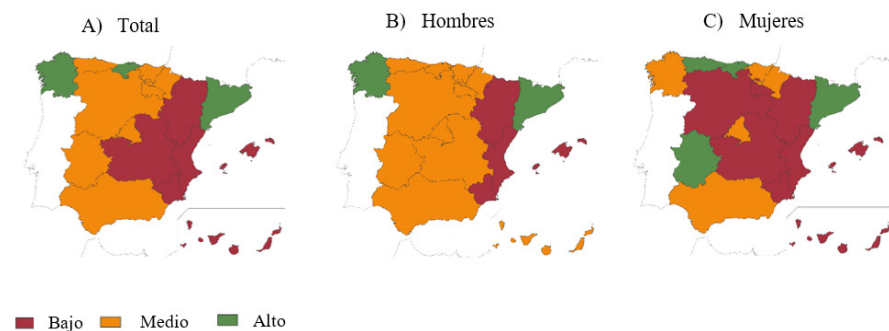 A) Total
B) Hombres
C) Mujeres
Bajo
Medio
Alto